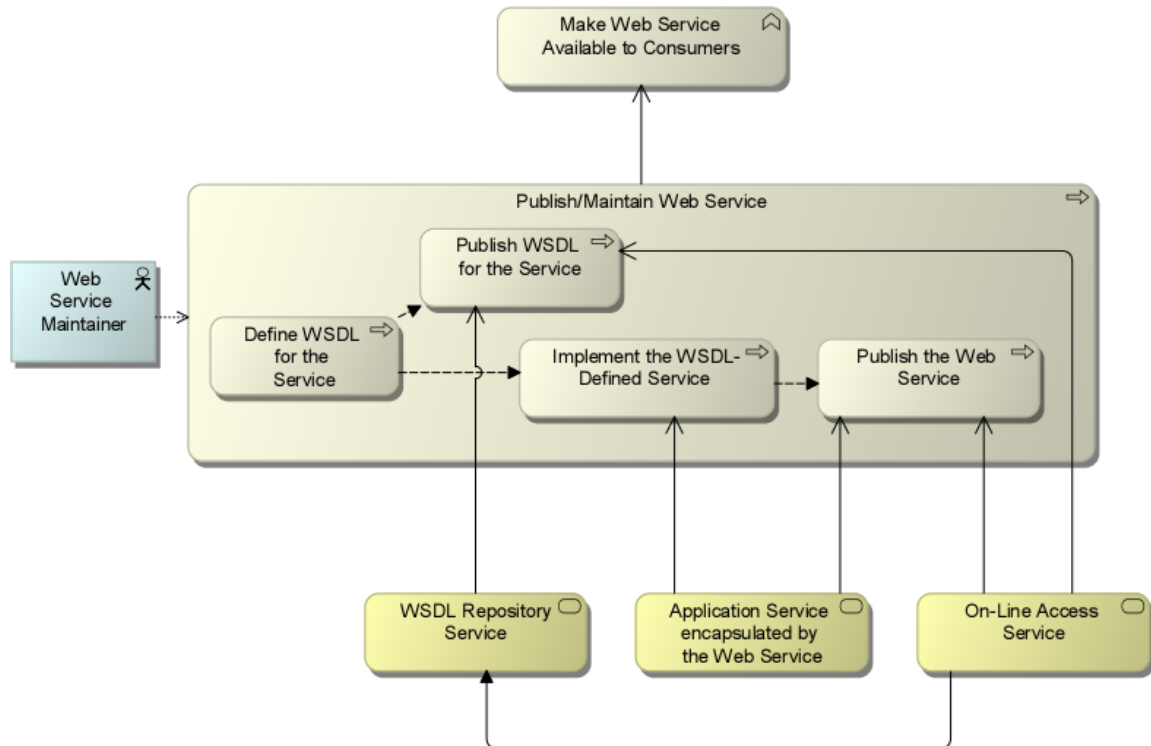 Make Web Service
Available to Consumers
Publish/Maintain Web Service
Publish WSDL
for the Service
Web
Service
Maintainer
Define WSDL
for the
Service
Implement the WSDL-
Defined Service
Publish the Web
Service
WSDL Repository
Service
Application Service
encapsulated by
the Web Service
On-Line Access
Service